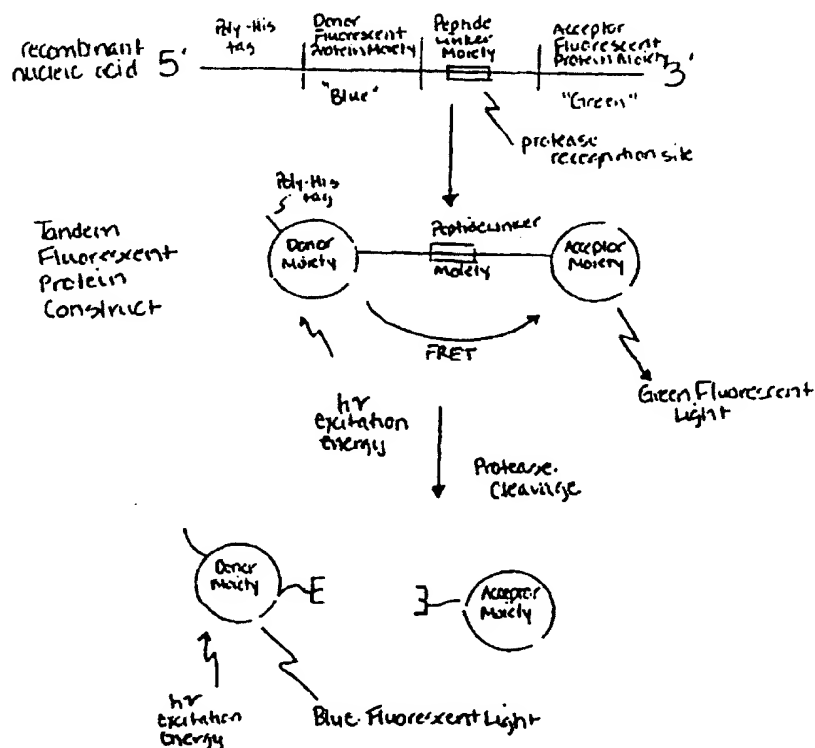 recombinant
nucleic acid
5'
Poly-His
tag
Donor
Fluorescent
Protein Moiety
Peptide
Linker
Moiety
Acceptor
Fluorescent
Protein Moiety
3'
"Blue"
"Green"
protease
recognition site
Tandem
Fluorescent
Protein
Construct
Poly-His
tag
Donor
Moiety
Peptide Linker
Moiety
Acceptor
Moiety
FRET
hν
excitation
energy
Green Fluorescent
Light
Protease
Cleavage
Donor
Moiety
Acceptor
Moiety
hν
excitation
Energy
Blue Fluorescent Light